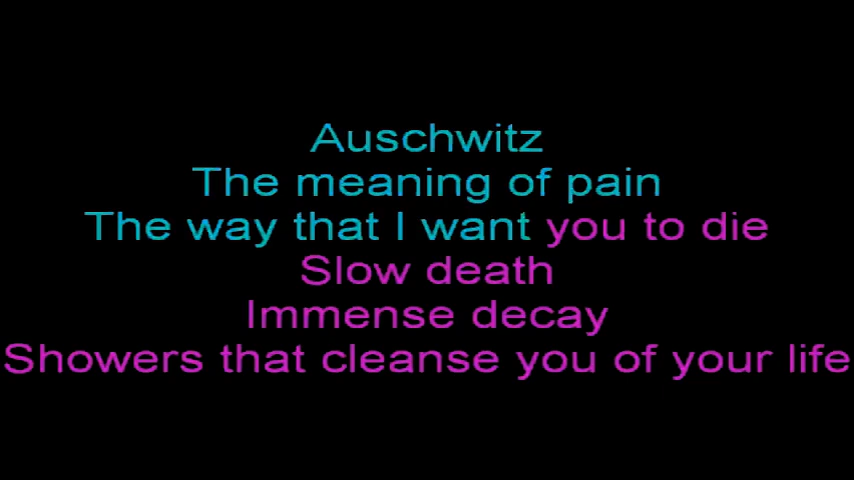 Auschwitz
The meaning of pain
The way that I want you to die
Slow death
Immense decay
Showers that cleanse you of your life